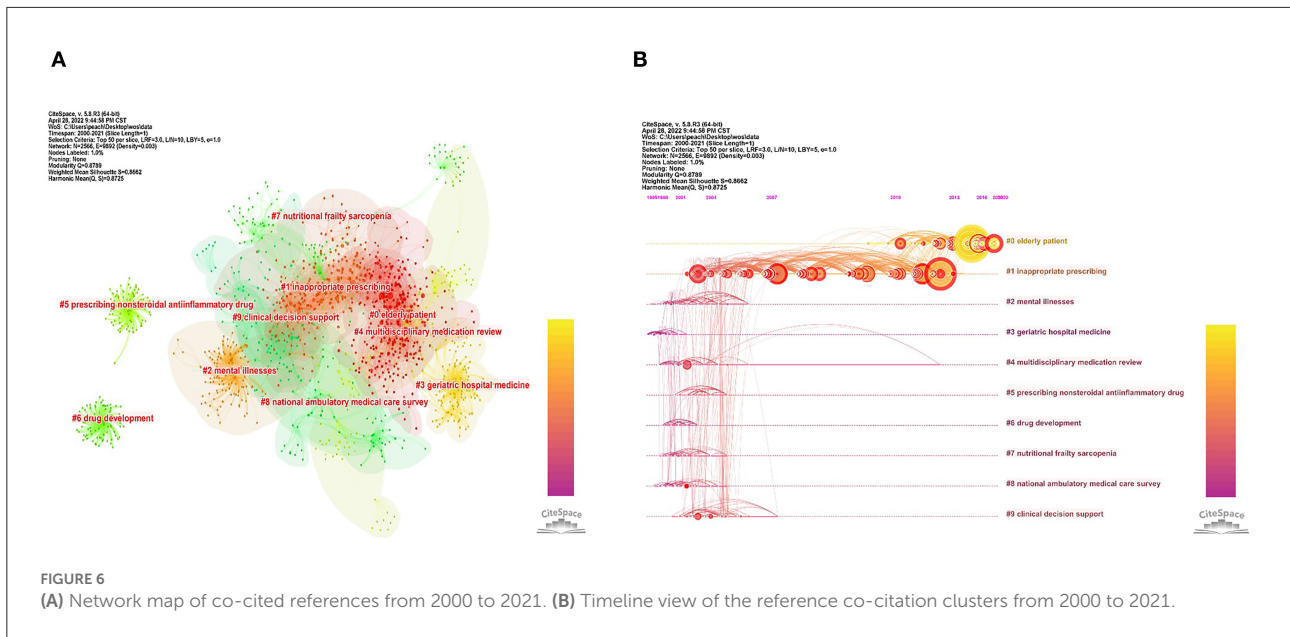 A
CiteSpace, v. 5.8.R3 (64-bit)
April 28, 2022 9:44:58 PM CST
WoS: C:\Users\peach\Desktop\wos\data
Timespan: 2000-2021 (Slice Length=1)
Selection Criteria: Top 50 per slice, LRF=3.0, L/N=10, LBY=5, e=1.0
Network: N=2566, E=9892 (Density=0.003)
Nodes Labeled: 1.0%
Pruning: None
Modularity Q=0.8789
Weighted Mean Silhouette S=0.8662
Harmonic Mean(Q, S)=0.8725
#7 nutritional frailty sarcopenia
#1 inappropriate prescribing
#5 prescribing nonsteroidal antiinflammatory drug
#9 clinical decision support
#0 elderly patient
#4 multidisciplinary medication review
#2 mental illnesses
#3 geriatric hospital medicine
#8 national ambulatory medical care survey
#6 drug development
CiteSpace
B
CiteSpace, v. 5.8.R3 (64-bit)
April 28, 2022 9:44:58 PM CST
WoS: C:\Users\peach\Desktop\wos\data
Timespan: 2000-2021 (Slice Length=1)
Selection Criteria: Top 50 per slice, LRF=3.0, L/N=10, LBY=5, e=1.0
Network: N=2566, E=9892 (Density=0.003)
Nodes Labeled: 1.0%
Pruning: None
Modularity Q=0.8789
Weighted Mean Silhouette S=0.8662
Harmonic Mean(Q, S)=0.8725
2001 2004 2007 2013 2016
#0 elderly patient
#1 inappropriate prescribing
#2 mental illnesses
#3 geriatric hospital medicine
#4 multidisciplinary medication review
#5 prescribing nonsteroidal antiinflammatory drug
#6 drug development
#7 nutritional frailty sarcopenia
#8 national ambulatory medical care survey
#9 clinical decision support
CiteSpace
FIGURE 6
(A) Network map of co-cited references from 2000 to 2021. (B) Timeline view of the reference co-citation clusters from 2000 to 2021.